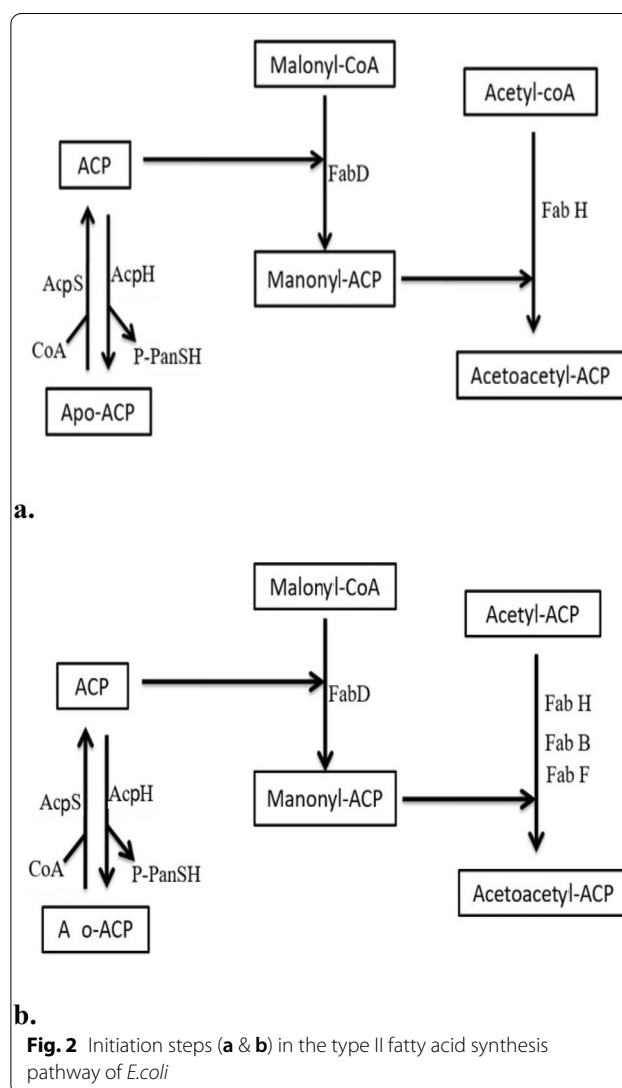 Malonyl-CoA
Acetyl-coA
ACP
FabD
Fab H
AcpS
AcpH
Manonyl-ACP
CoA
P-PanSH
Acetoacetyl-ACP
Apo-ACP
a.
Malonyl-CoA
Acetyl-ACP
ACP
FabD
Fab H
Fab B
AcpS
AcpH
Manonyl-ACP
Fab F
CoA
P-PanSH
Acetoacetyl-ACP
A o-ACP
b.
Fig. 2 Initiation steps (a & b) in the type II fatty acid synthesis
pathway of E.coli